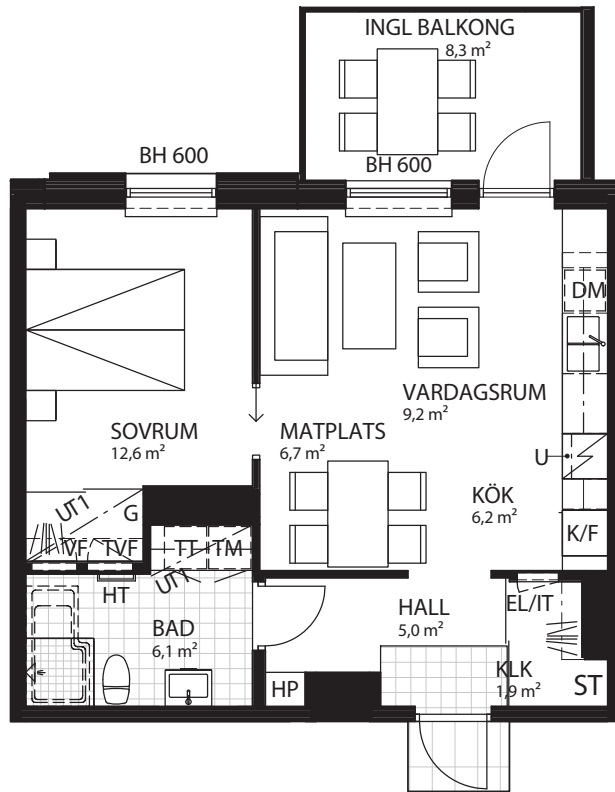 INGL BALKONG
8,3 m²
BH 600
BH 600
DM
VARDAGSRUM
9,2 m²
SOVRUM
12,6 m²
MATPLATS
6,7 m²
U
KÖK
6,2 m²
UT1
G
K/F
VF
TVF
TT
TM
UT1
HT
EL/IT
HALL
5,0 m²
BAD
6,1 m²
KLK
1,9 m²
ST
HP